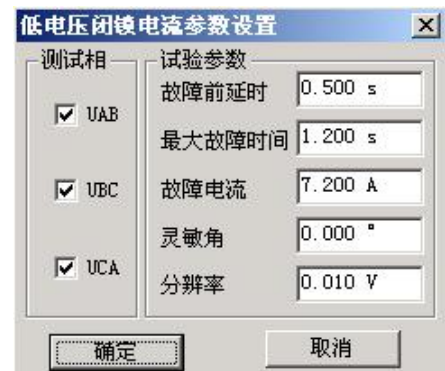 低电压闭镜电流参数设置
测试相
UAB
UBC
UCA
试验参数
故障前延时 0.500 s
最大故障时间 1.200 s
故障电流 7.200 A
灵敏角 0.000 °
分辨率 0.010 V
确定 取消